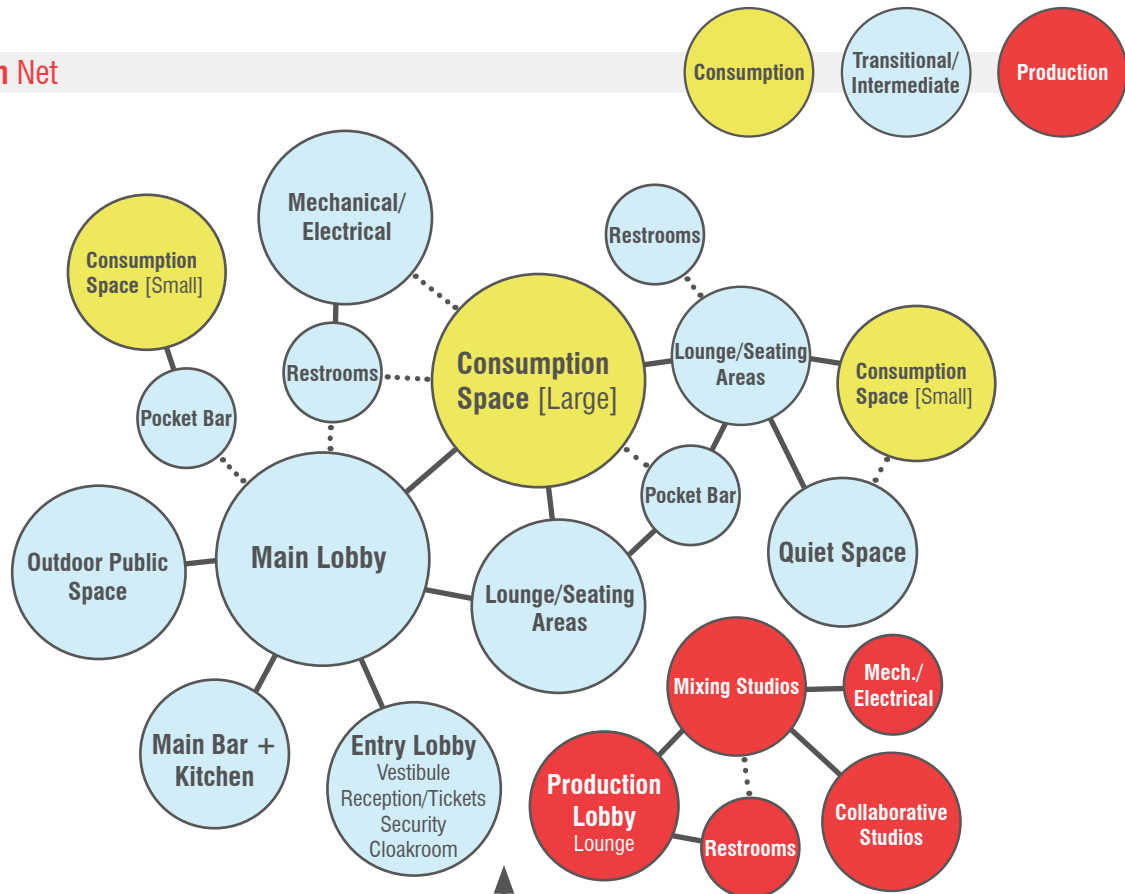 Net
Consumption
Transitional/
Intermediate
Production
Mechanical/
Electrical
Restrooms
Consumption
Space [Small]
Restrooms
Consumption
Space [Large]
Lounge/Seating
Areas
Consumption
Space [Small]
Pocket Bar
Pocket Bar
Outdoor Public
Space
Main Lobby
Quiet Space
Lounge/Seating
Areas
Mixing Studios
Mech./
Electrical
Main Bar +
Kitchen
Entry Lobby
Vestibule
Reception/Tickets
Security
Cloakroom
Production
Lobby
Lounge
Restrooms
Collaborative
Studios